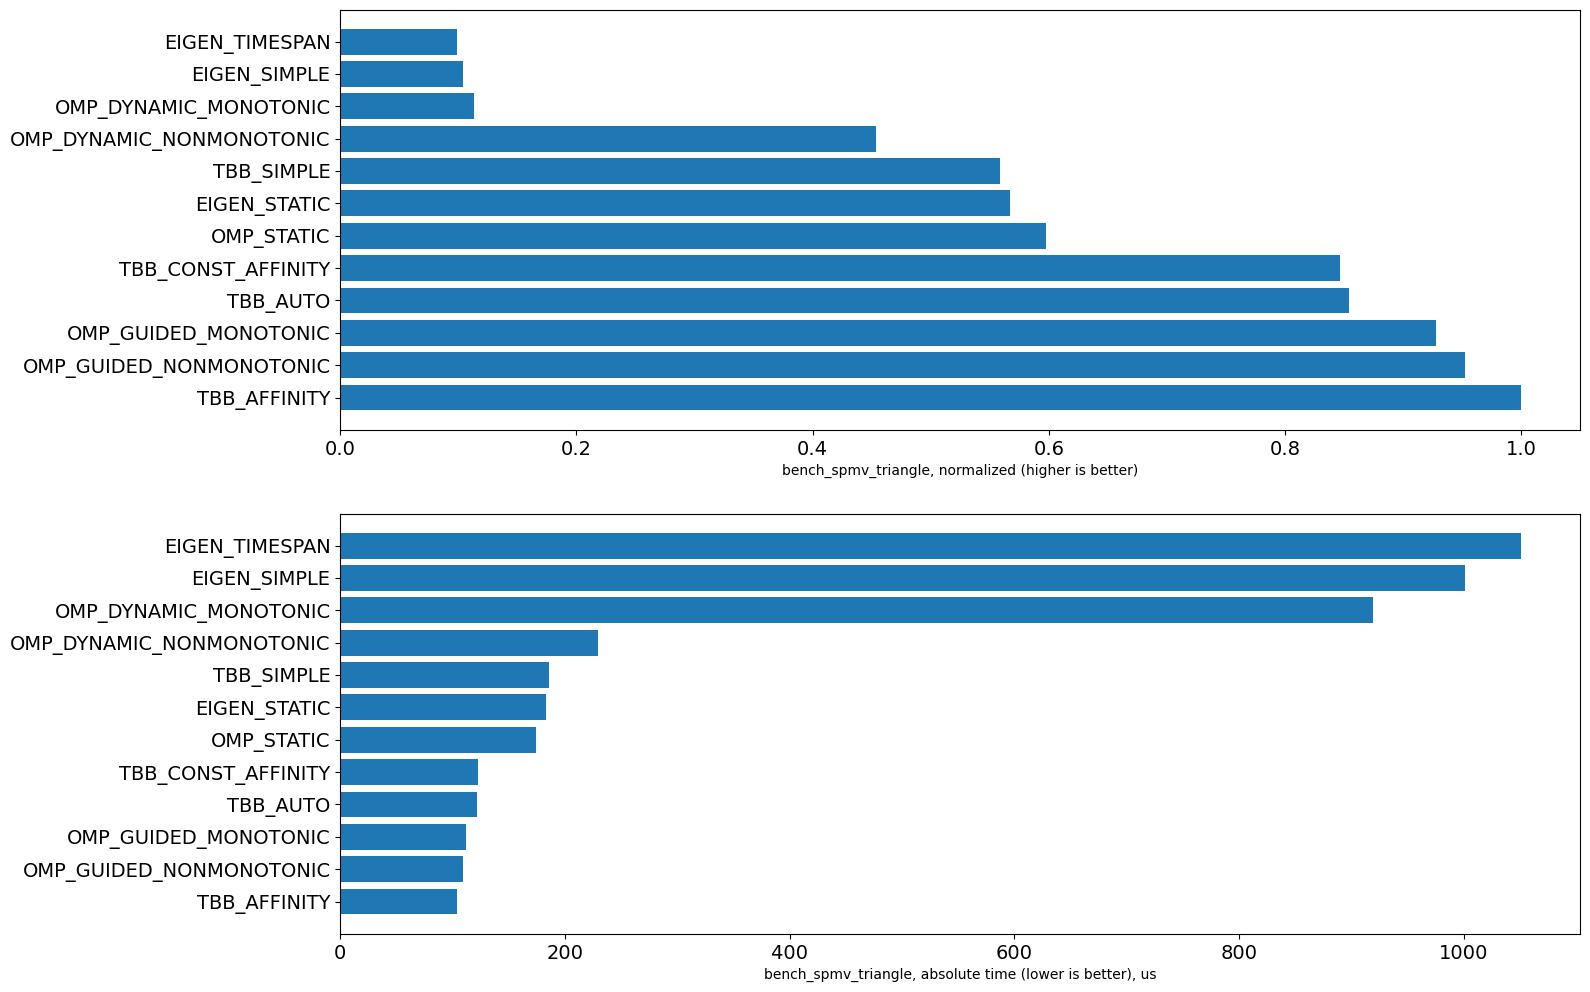 EIGEN_TIMESPAN
EIGEN_SIMPLE
OMP_DYNAMIC_MONOTONIC
OMP_DYNAMIC_NONMONOTONIC
TBB_SIMPLE
EIGEN_STATIC
OMP_STATIC
TBB_CONST_AFFINITY
TBB_AUTO
OMP_GUIDED_MONOTONIC
OMP_GUIDED_NONMONOTONIC
TBB_AFFINITY
0.0 0.2 0.4 0.6 0.8 1.0
bench_spmv_triangle, normalized (higher is better)
EIGEN_TIMESPAN
EIGEN_SIMPLE
OMP_DYNAMIC_MONOTONIC
OMP_DYNAMIC_NONMONOTONIC
TBB_SIMPLE
EIGEN_STATIC
OMP_STATIC
TBB_CONST_AFFINITY
TBB_AUTO
OMP_GUIDED_MONOTONIC
OMP_GUIDED_NONMONOTONIC
TBB_AFFINITY
0 200 400 600 800 1000
bench_spmv_triangle, absolute time (lower is better), us